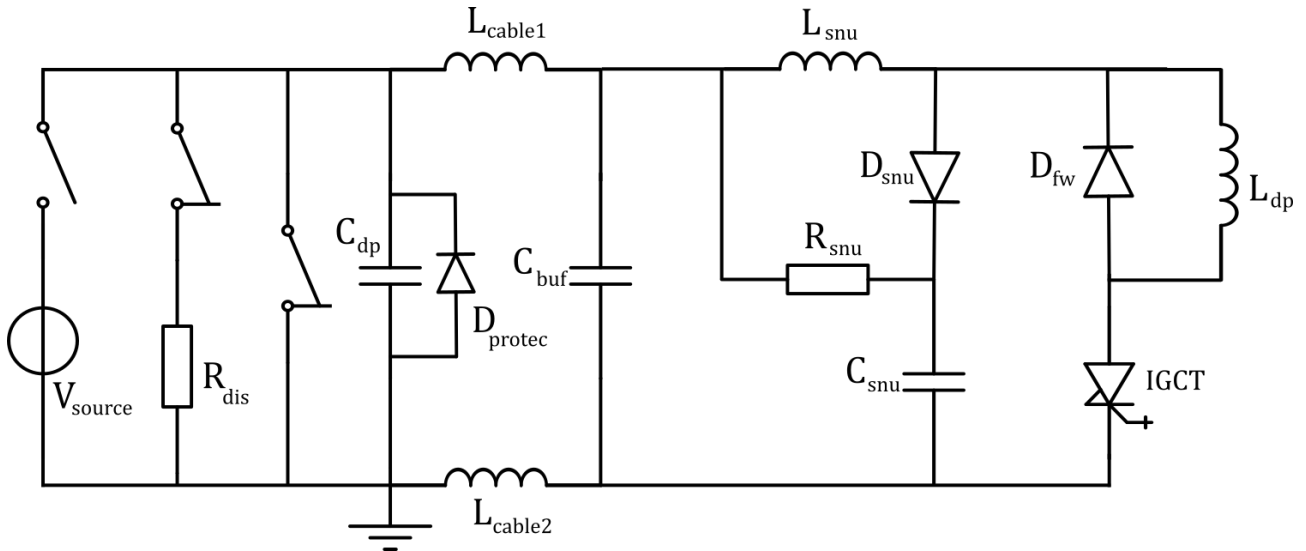 L_cable1
L_snu
D_snu
D_fw
L_dp
C_dp
C_buf
R_snu
D_protec
V_source
R_dis
C_snu
IGCT
L_cable2